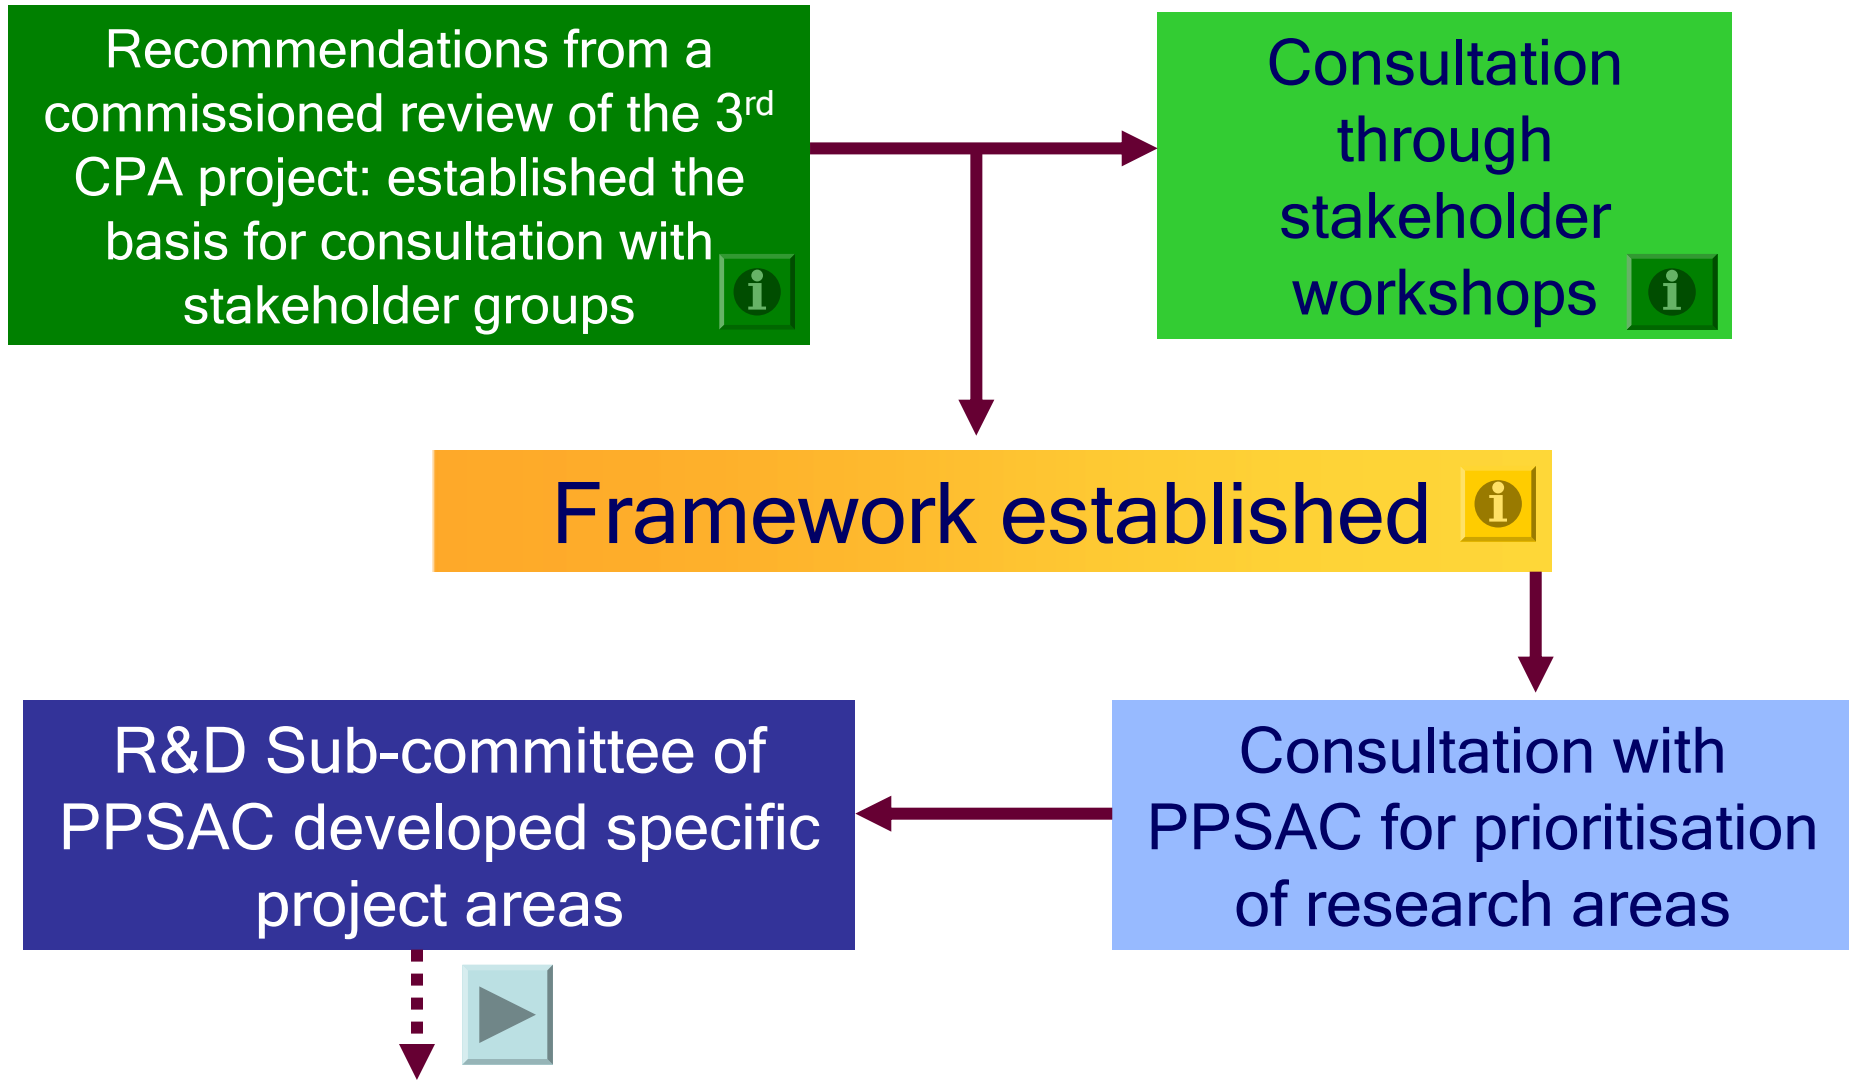 Recommendations from a
commissioned review of the 3rd
CPA project: established the
basis for consultation with
stakeholder groups
Consultation
through
stakeholder
workshops
Framework established
R&D Sub-committee of
PPSAC developed specific
project areas
Consultation with
PPSAC for prioritisation
of research areas